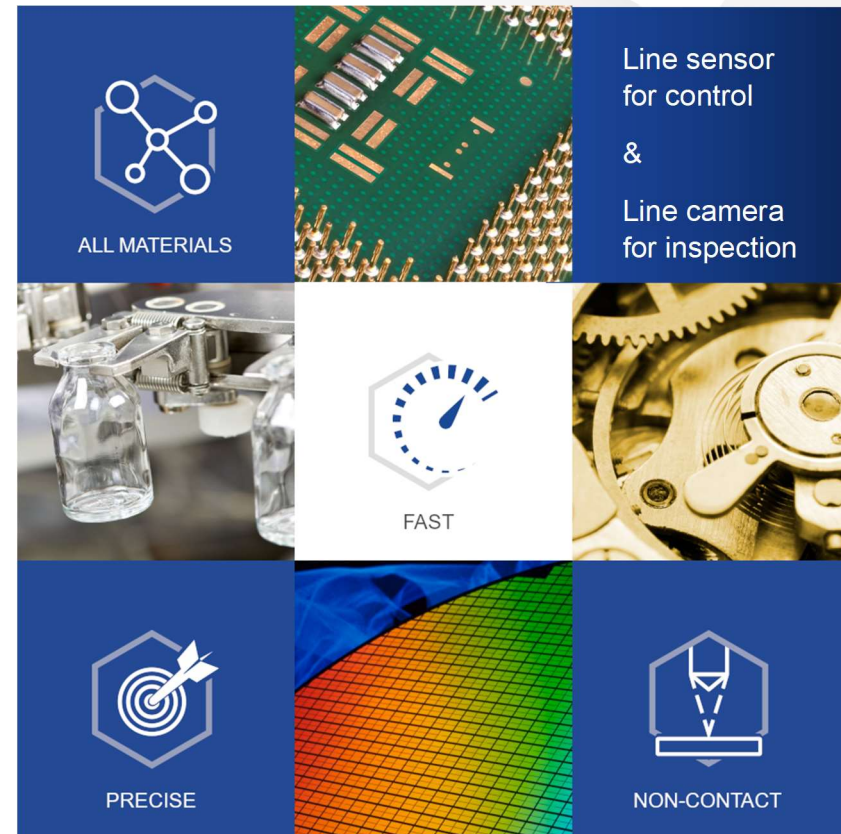 ALL MATERIALS
Line sensor
for control
&
Line camera
for inspection
FAST
PRECISE
NON-CONTACT